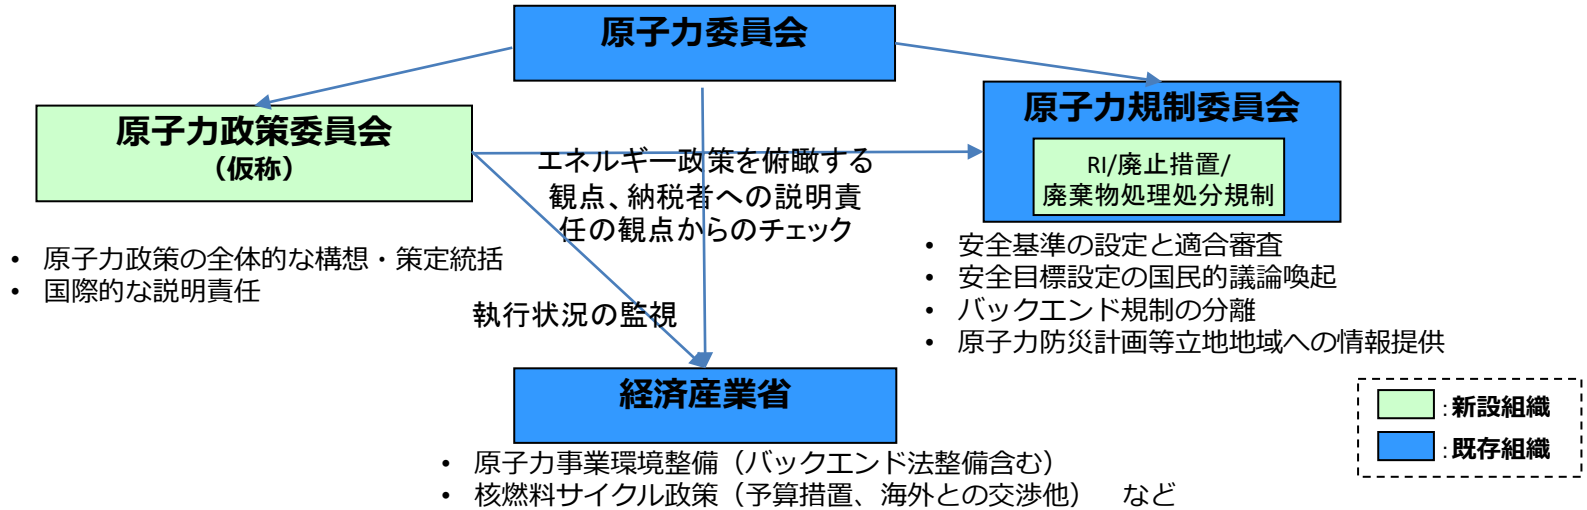 原子力委員会
原子力政策委員会
（仮称）
原子力規制委員会
RI/廃止措置/
廃棄物処理処分規制
エネルギー政策を俯瞰する
観点、納税者への説明責
任の観点からのチェック
• 原子力政策の全体的な構想・策定統括
• 国際的な説明責任
• 安全基準の設定と適合審査
• 安全目標設定の国民的議論喚起
• バックエンド規制の分離
• 原子力防災計画等立地地域への情報提供
執行状況の監視
経済産業省
• 原子力事業環境整備（バックエンド法整備含む）
• 核燃料サイクル政策（予算措置、海外との交渉他）　など
：新設組織
：既存組織